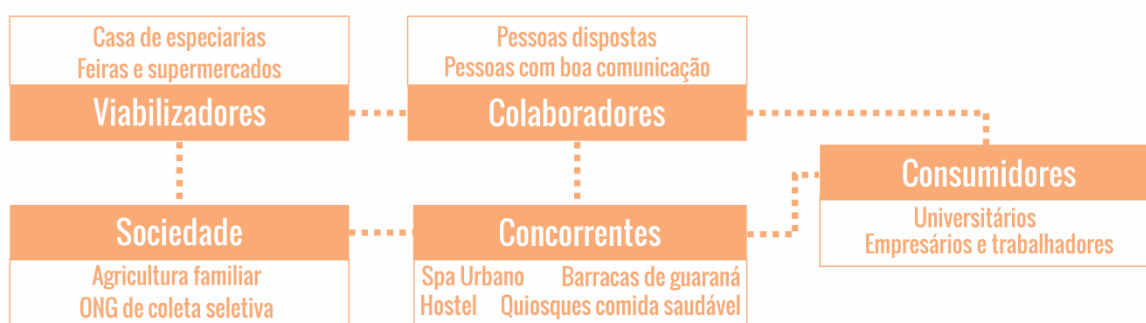 Casa de especiarias
Feiras e supermercados
Viabilizadores
Pessoas dispostas
Pessoas com boa comunicação
Colaboradores
Consumidores
Universitários
Empresários e trabalhadores
Sociedade
Agricultura familiar
ONG de coleta seletiva
Concorrentes
Spa Urbano Barracas de guaraná
Hostel Quiosques comida saudável